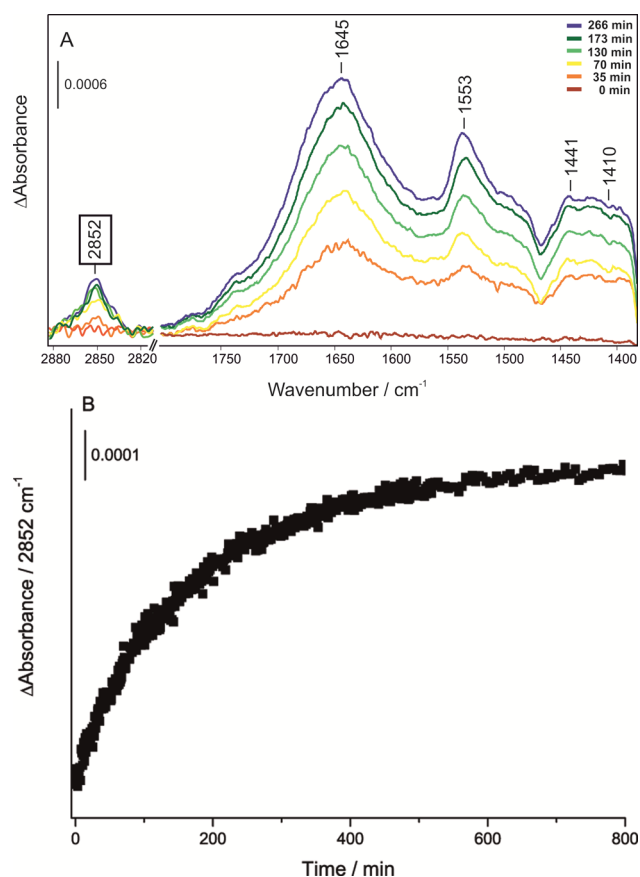 A
0.0006
ΔAbsorbance
2852
1645
1553
1441
1410
266 min
173 min
130 min
70 min
35 min
0 min
2880 2850 2820 1750 1700 1650 1600 1550 1500 1450 1400
Wavenumber / cm-1
B
0.0001
ΔAbsorbance / 2852 cm-1
0 200 400 600 800
Time / min